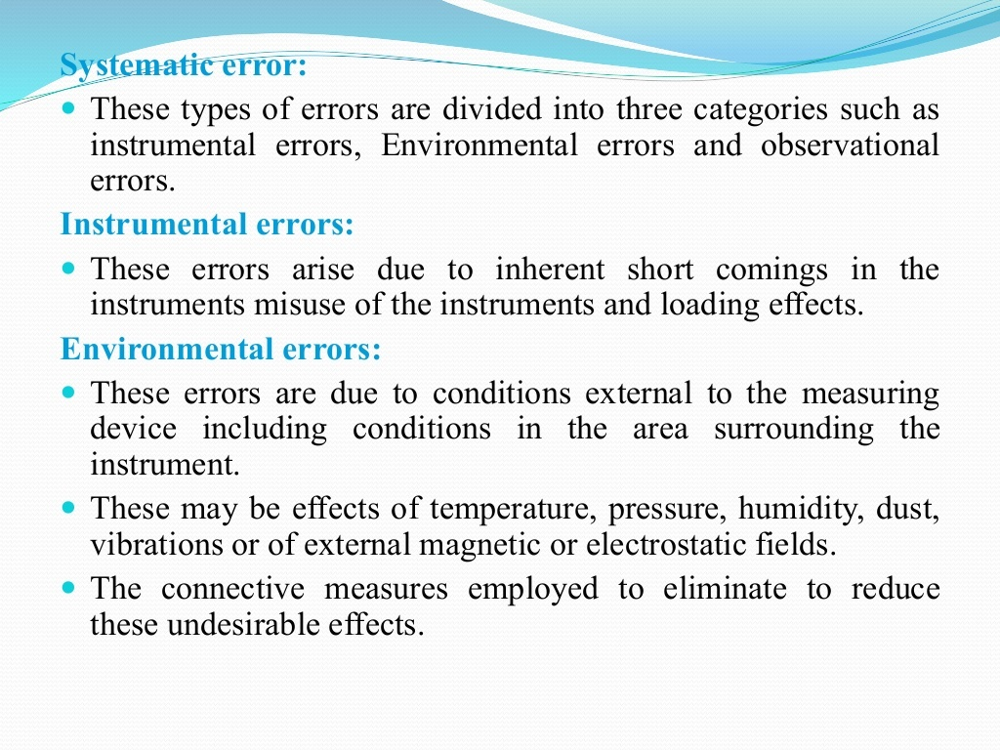 Systematic error:
These types of errors are divided into three categories such as
instrumental errors, Environmental errors and observational
errors.
Instrumental errors:
These errors arise due to inherent short comings in the
instruments misuse of the instruments and loading effects.
Environmental errors:
These errors are due to conditions external to the measuring
device including conditions in the area surrounding the
instrument.
These may be effects of temperature, pressure, humidity, dust,
vibrations or of external magnetic or electrostatic fields.
The connective measures employed to eliminate to reduce
these undesirable effects.